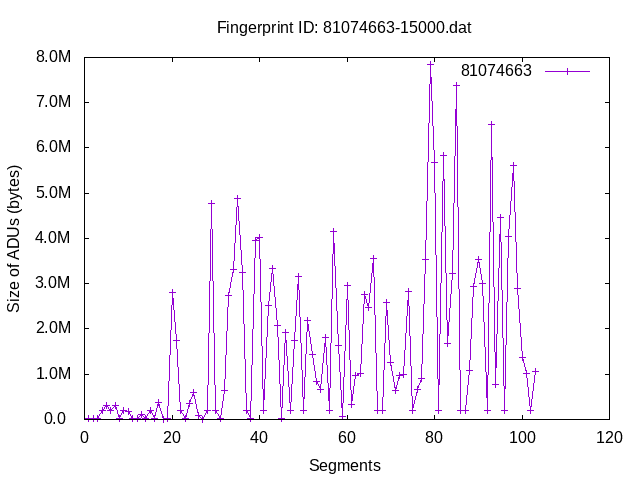 Fingerprint ID: 81074663-15000.dat
81074663
8.0M
7.0M
6.0M
5.0M
4.0M
3.0M
2.0M
1.0M
0.0
Size of ADUs (bytes)
0 20 40 60 80 100 120
Segments